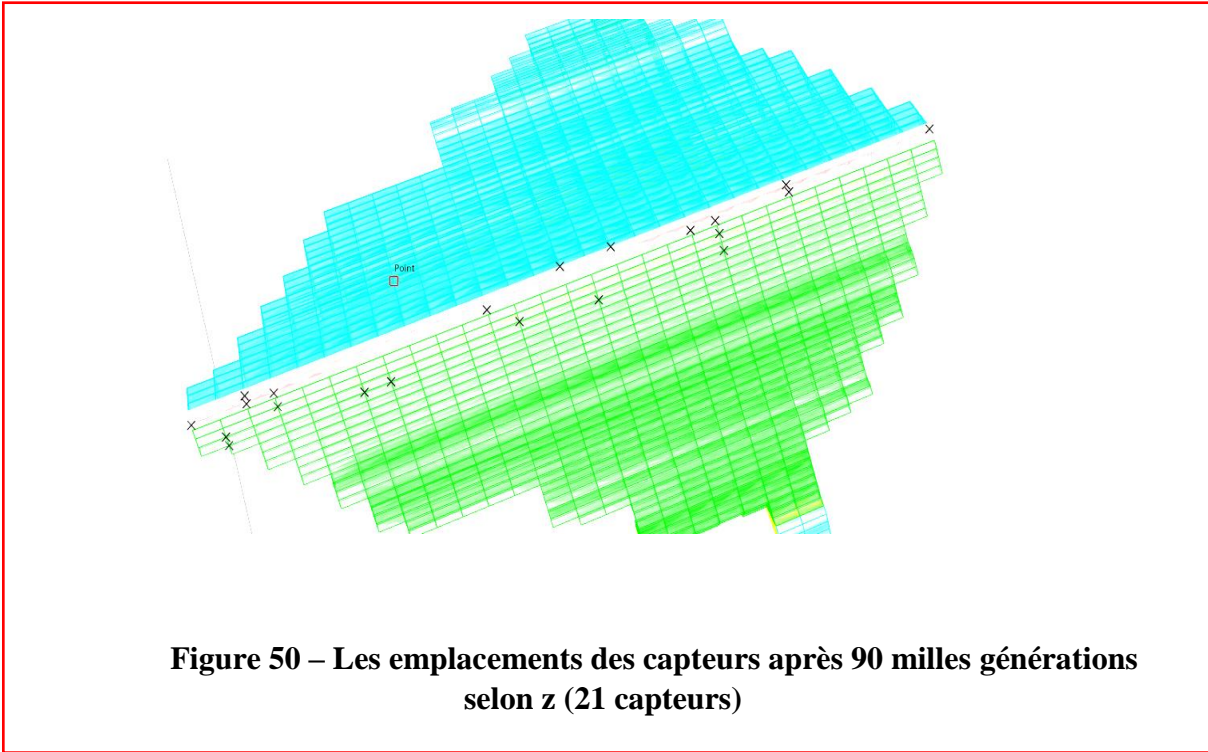 Point
Figure 50 – Les emplacements des capteurs après 90 milles générations
selon z (21 capteurs)